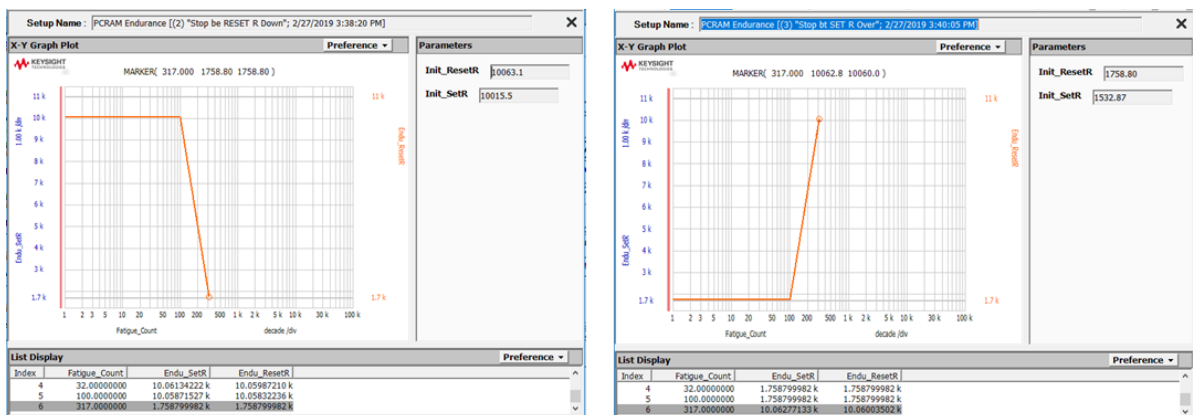 Setup Name : PCRAM Endurance [(2) "Stop be RESET R Down"; 2/27/2019 3:38:20 PM]
X-Y Graph Plot
Preference
Parameters
KEYSIGHT
TECHNOLOGIES
MARKER( 317.000 1758.80 1758.80 )
Init_ResetR 10063.1
Init_SetR 10015.5
1.00 k /div
Endu_SetR
11 k
10 k
9 k
8 k
7 k
6 k
5 k
4 k
3 k
1.7 k
11 k
Endu_ResetR
1.7 k
1 2 3 5 10 20 50 100 200 500 1 k 2 k 5 k 10 k 30 k 100 k
Fatigue_Count decade /div
List Display
Preference
Index Fatigue_Count Endu_SetR Endu_ResetR
4 32.00000000 10.06134222 k 10.05987210 k
5 100.0000000 10.05871527 k 10.05832236 k
6 317.0000000 1.758799982 k 1.758799982 k
Setup Name : PCRAM Endurance [(3) "Stop bt SET R Over"; 2/27/2019 3:40:05 PM]
X-Y Graph Plot
Preference
Parameters
KEYSIGHT
TECHNOLOGIES
MARKER( 317.000 10062.8 10060.0 )
Init_ResetR 1758.80
Init_SetR 1532.87
1.00 k /div
Endu_SetR
11 k
10 k
9 k
8 k
7 k
6 k
5 k
4 k
3 k
1.7 k
11 k
Endu_ResetR
1.7 k
1 2 3 5 10 20 50 100 200 500 1 k 2 k 5 k 10 k 30 k 100 k
Fatigue_Count decade /div
List Display
Preference
Index Fatigue_Count Endu_SetR Endu_ResetR
4 32.00000000 1.758799982 k 1.758799982 k
5 100.0000000 1.758799982 k 1.758799982 k
6 317.0000000 10.06277133 k 10.06003502 k